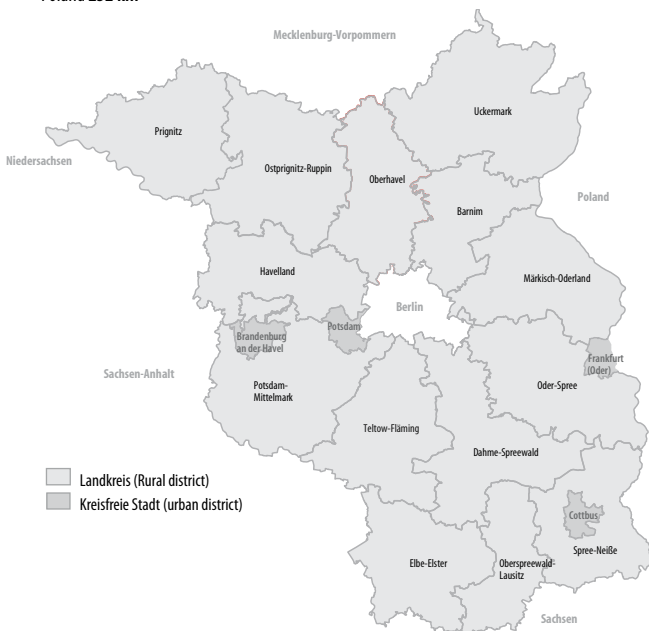 Poland 252 km
Mecklenburg-Vorpommern
Uckermark
Prignitz
Niedersachsen
Ostprignitz-Ruppin
Oberhavel
Poland
Barnim
Havelland
Märkisch-Oderland
Berlin
Potsdam
Brandenburg
an der Havel
Frankfurt
(Oder)
Sachsen-Anhalt
Potsdam-
Mittelmark
Oder-Spree
Teltow-Fläming
Dahme-Spreewald
Landkreis (Rural district)
Kreisfreie Stadt (urban district)
Cottbus
Spree-Neiße
Elbe-Elster
Oberspreewald-
Lausitz
Sachsen